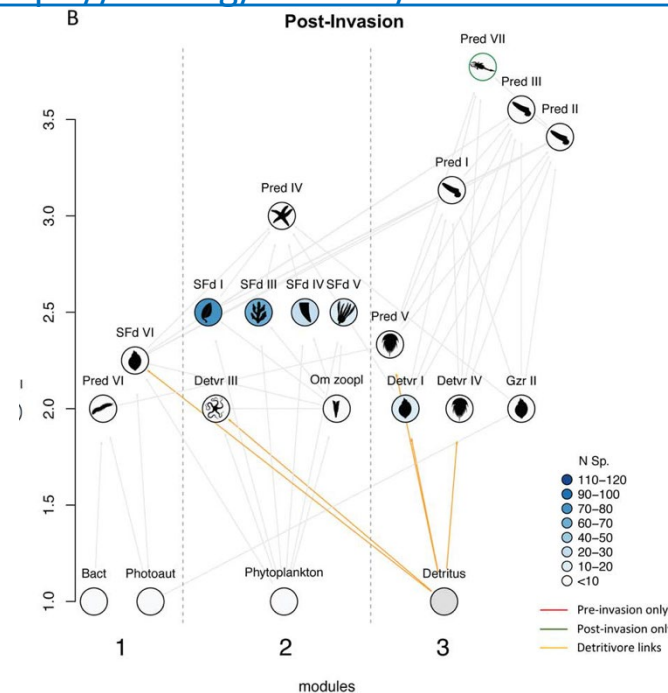 B
Post-Invasion
Pred VII
Pred III
Pred II
Pred I
Pred IV
SFd I SFd III SFd IV SFd V
Pred V
SFd VI
Pred VI Detvr III Om zoopl Detvr I Detvr IV Gzr II
3.5
3.0
2.5
2.0
1.5
1.0
Bact Photoaut Phytoplankton Detritus
1 2 3
modules
N Sp.
110–120
90–100
70–80
60–70
40–50
20–30
10–20
<10
Pre-invasion only
Post-invasion onl
Detritivore links